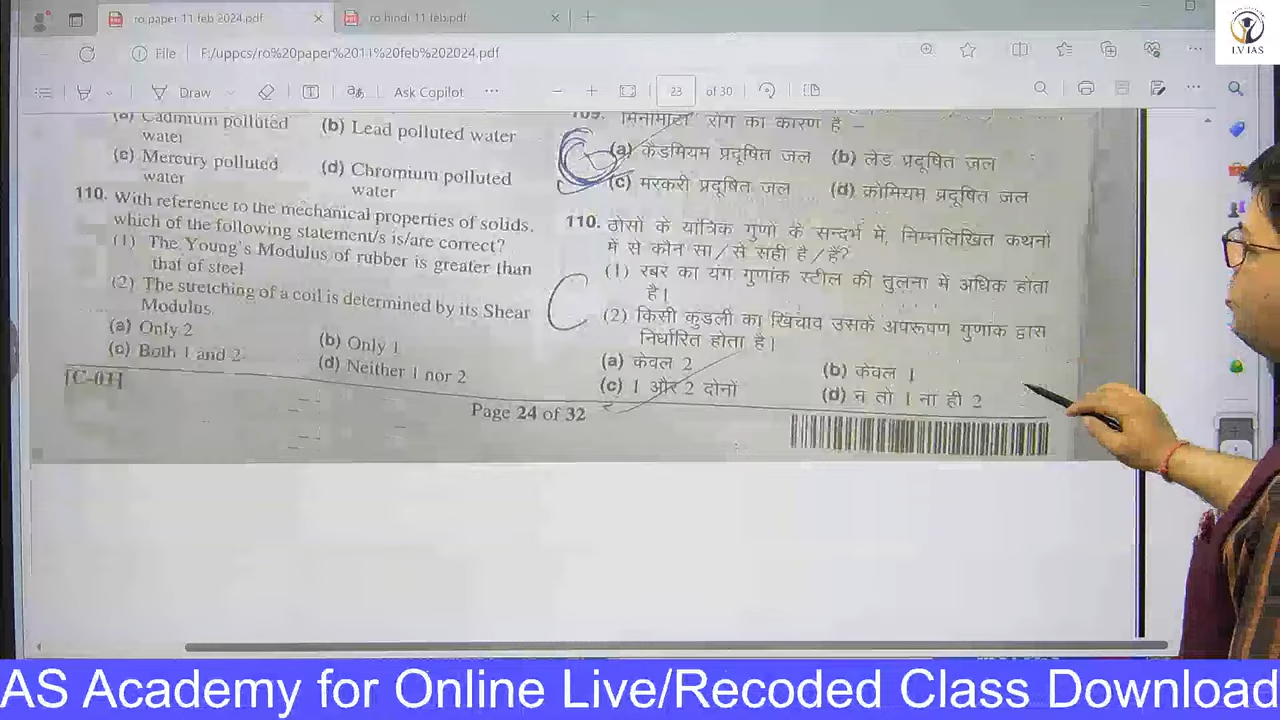 ro paper 11 feb 2024.pdf
ro hindi 11 feb.pdf
File
F:/uppcs/ro%20paper%2011%20feb%202024.pdf
Draw
Ask Copilot
23 of 30
LV IAS
(a) Cadmium polluted water
(b) Lead polluted water
(c) Mercury polluted water
(d) Chromium polluted water
110. With reference to the mechanical properties of solids, which of the following statement/s is/are correct?
(1) The Young's Modulus of rubber is greater than that of steel
(2) The stretching of a coil is determined by its Shear Modulus.
(a) Only 2
(b) Only 1
(c) Both 1 and 2
(d) Neither 1 nor 2
[C-01]
Page 24 of 32
109. मिनामाटा रोग का कारण है –
(a) कैडमियम प्रदूषित जल (b) लेड प्रदूषित जल
(c) मरकरी प्रदूषित जल (d) क्रोमियम प्रदूषित जल
110. ठोसों के यांत्रिक गुणों के सन्दर्भ में, निम्नलिखित कथनों
में से कौन सा/से सही है/हैं?
(1) रबर का यंग गुणांक स्टील की तुलना में अधिक होता
है।
(2) किसी कुंडली का खिंचाव उसके अपरूपण गुणांक द्वारा
निर्धारित होता है।
(a) केवल 2
(b) केवल 1
(c) 1 और 2 दोनों
(d) न तो 1 ना ही 2
C
AS Academy for Online Live/Recoded Class Download